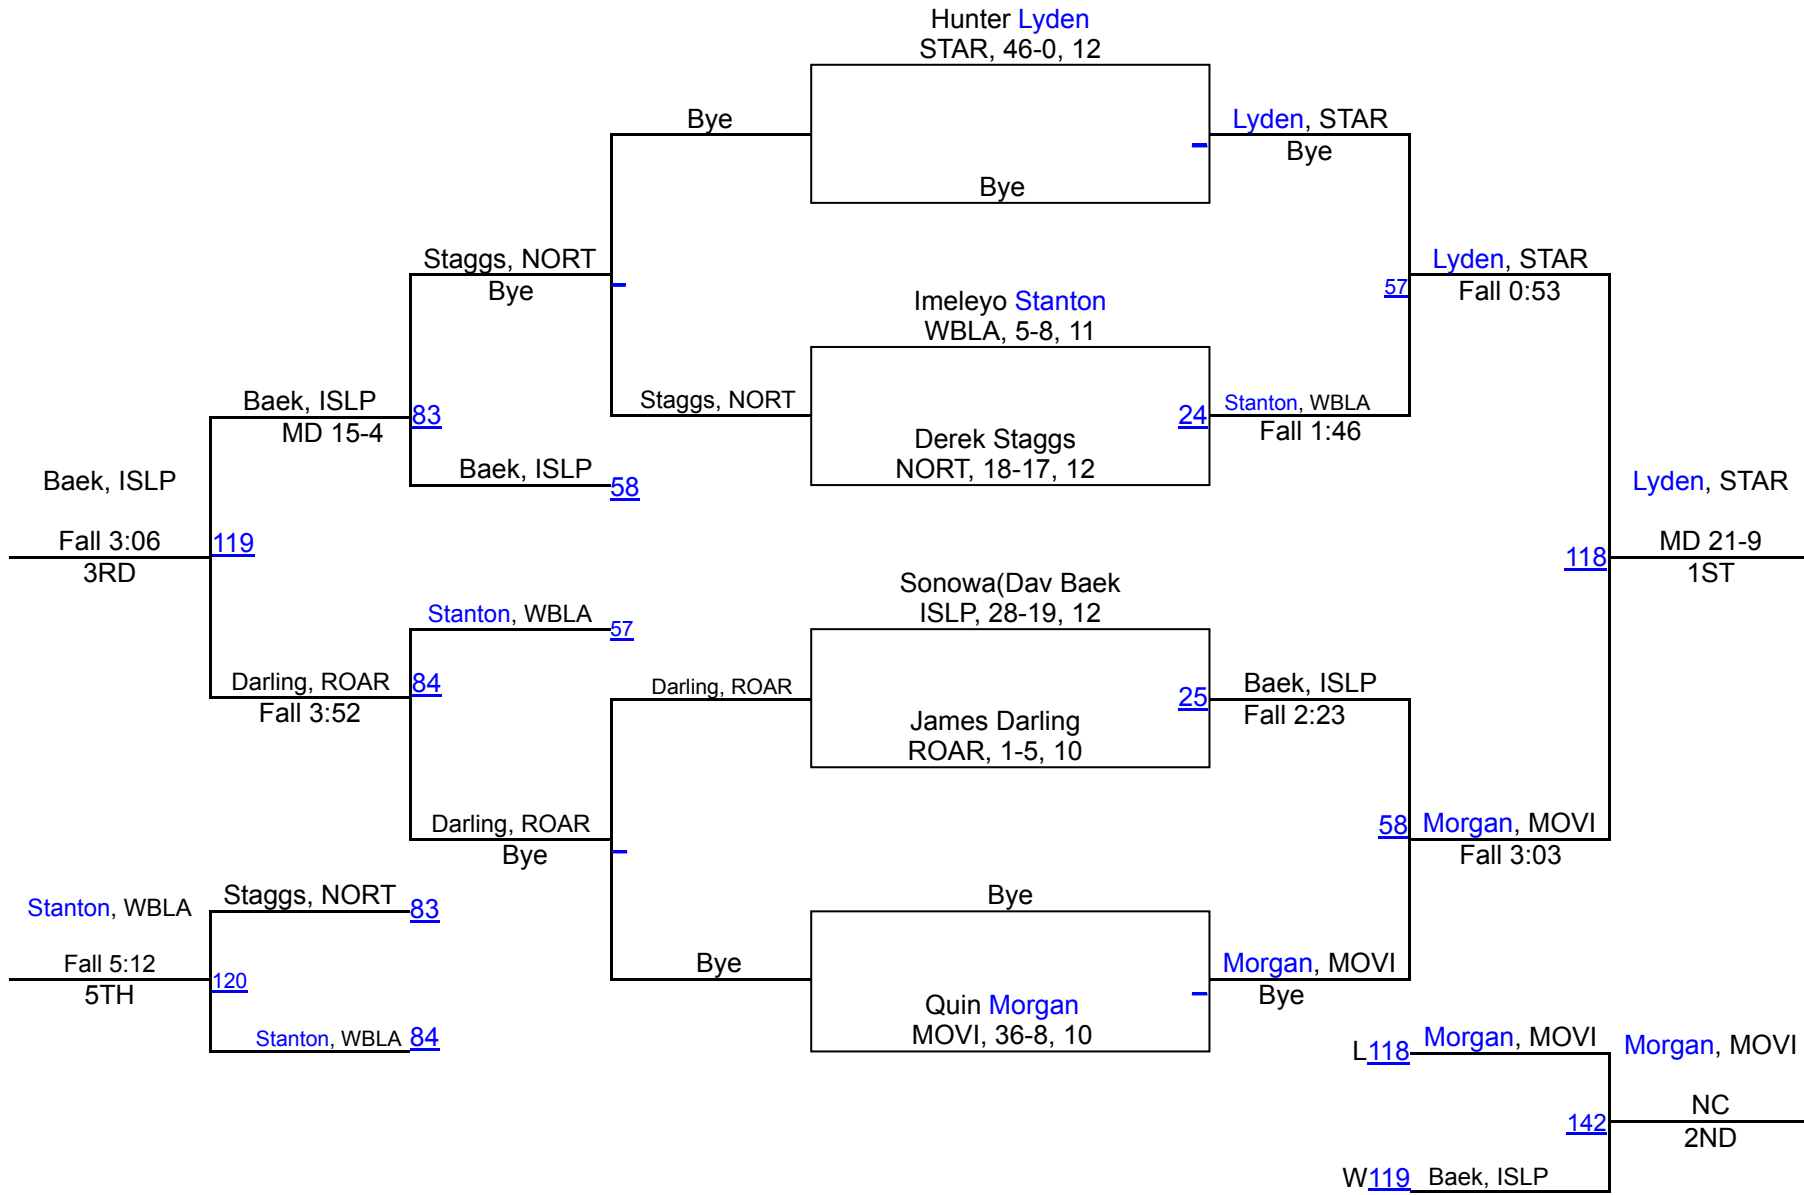 Hunter Lyden
STAR, 46-0, 12
Bye
Lyden, STAR
Bye
Bye
Staggs, NORT
Bye
Lyden, STAR
57
Fall 0:53
Imeleyo Stanton
WBLA, 5-8, 11
Baek, ISLP
83
MD 15-4
Staggs, NORT
24
Stanton, WBLA
Fall 1:46
Derek Staggs
NORT, 18-17, 12
Baek, ISLP
58
Baek, ISLP
Fall 3:06
119
3RD
Lyden, STAR
118
MD 21-9
1ST
Sonowa(Dav Baek
ISLP, 28-19, 12
Stanton, WBLA
57
Darling, ROAR
84
Fall 3:52
Darling, ROAR
25
Baek, ISLP
Fall 2:23
James Darling
ROAR, 1-5, 10
Darling, ROAR
Bye
58
Morgan, MOVI
Fall 3:03
Stanton, WBLA
Staggs, NORT
83
Bye
Fall 5:12
120
5TH
Bye
Morgan, MOVI
Bye
Quin Morgan
MOVI, 36-8, 10
Stanton, WBLA
84
L118
Morgan, MOVI
Morgan, MOVI
142
NC
2ND
W119
Baek, ISLP